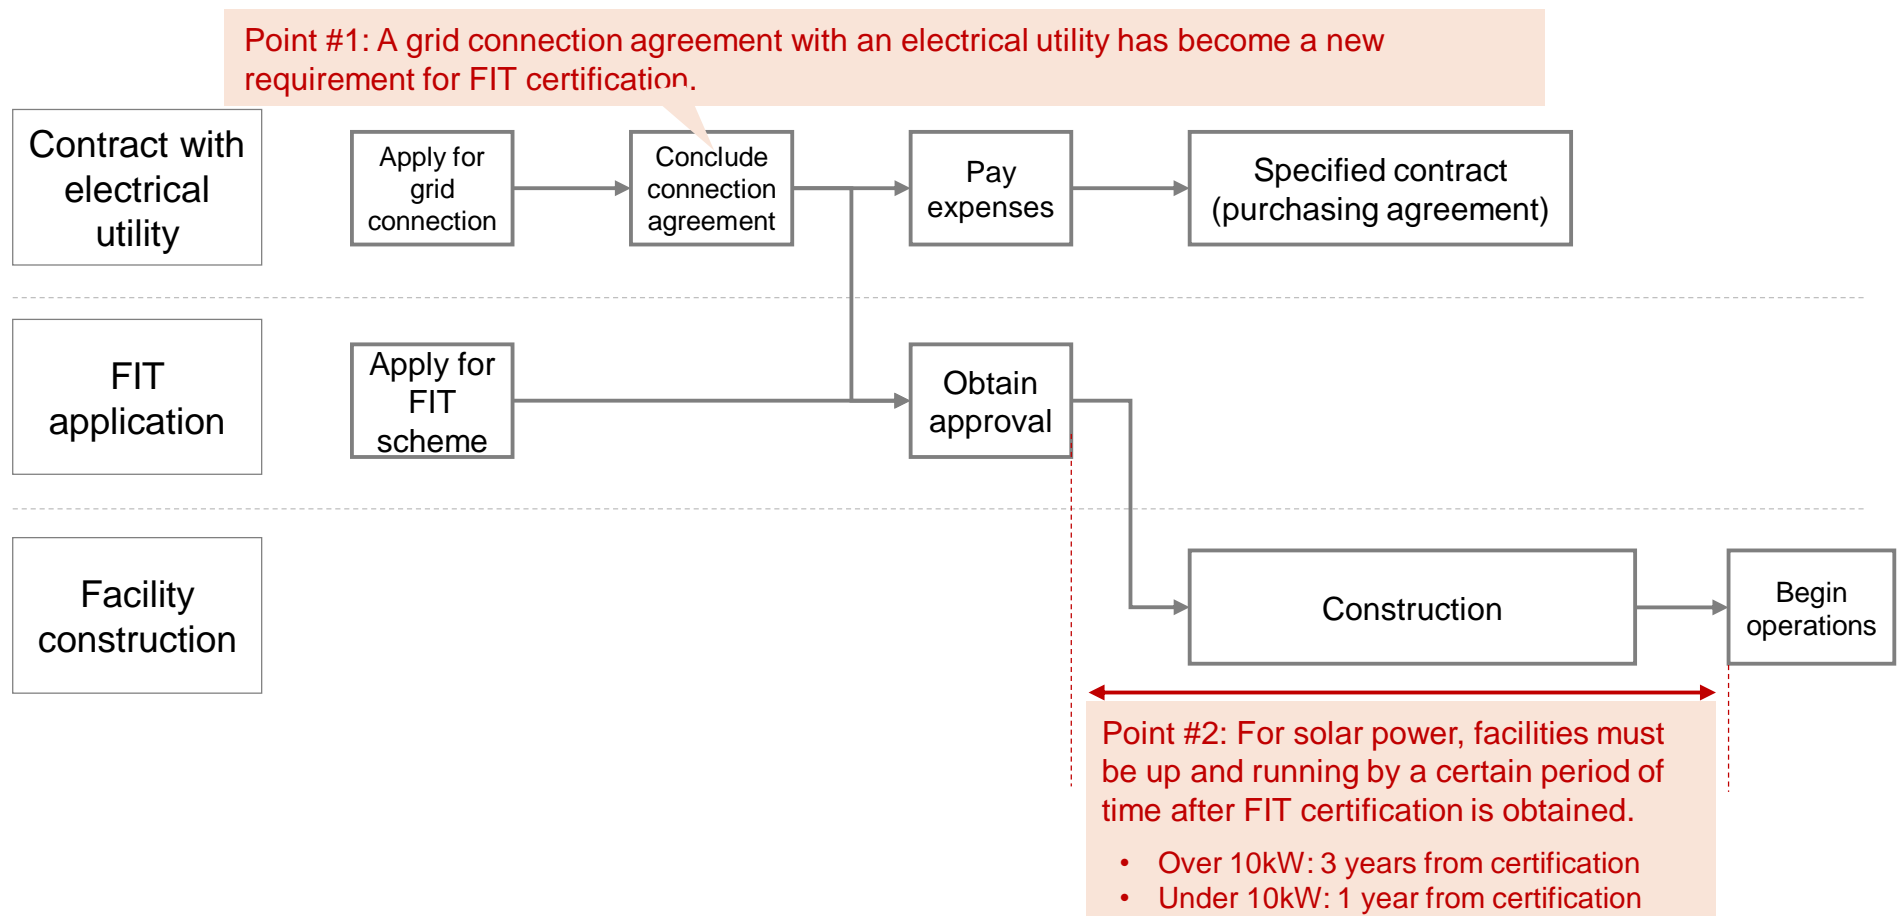 Point #1: A grid connection agreement with an electrical utility has become a new
requirement for FIT certification.
Contract with
electrical
utility
Apply for
grid
connection
Conclude
connection
agreement
Pay
expenses
Specified contract
(purchasing agreement)
FIT
application
Apply for
FIT
scheme
Obtain
approval
Facility
construction
Construction
Begin
operations
Point #2: For solar power, facilities must
be up and running by a certain period of
time after FIT certification is obtained.
• Over 10kW: 3 years from certification
• Under 10kW: 1 year from certification